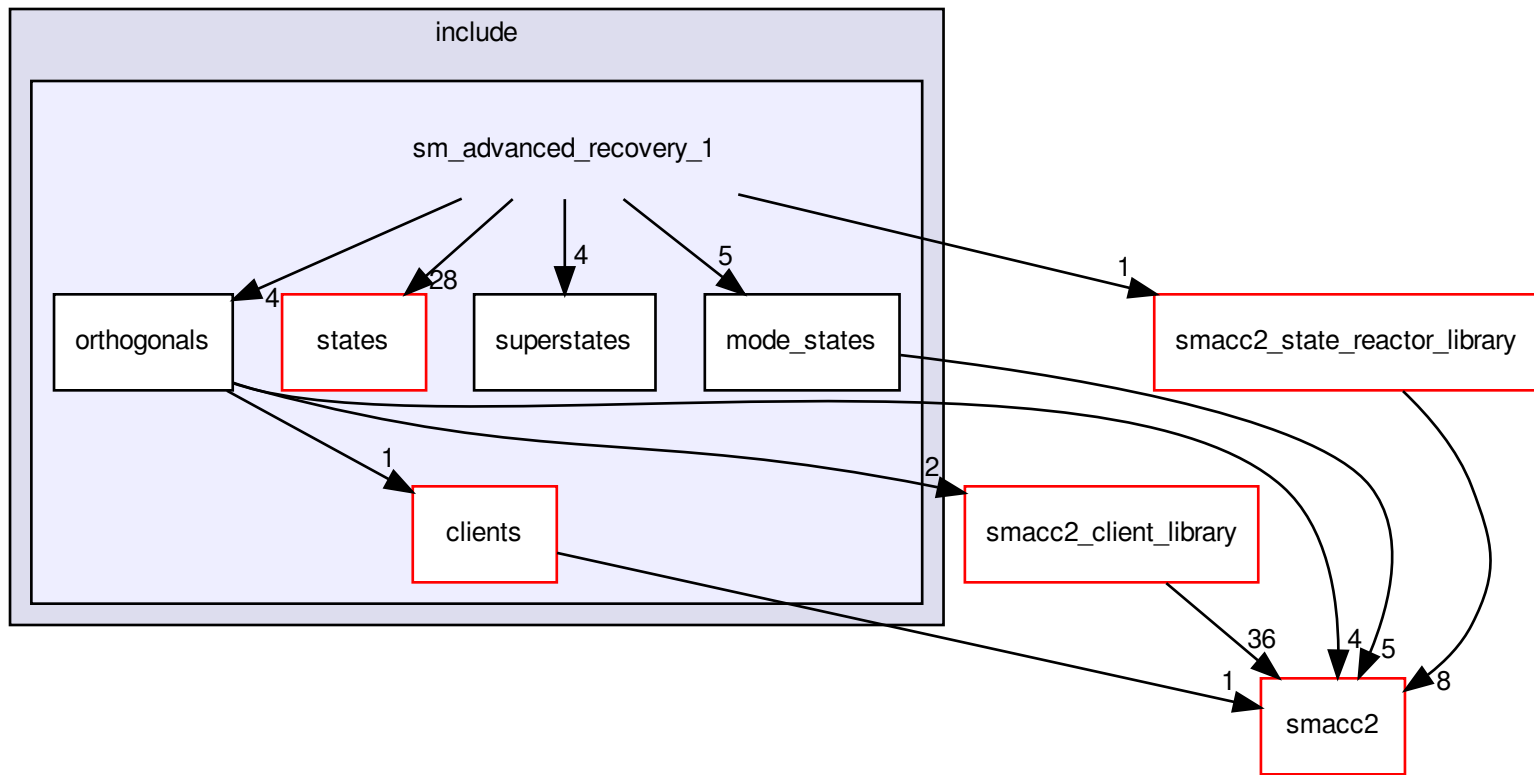 include
sm_advanced_recovery_1
4
28
4
5
1
orthogonals
states
superstates
mode_states
smacc2_state_reactor_library
1
2
clients
smacc2_client_library
36
4
5
8
1
smacc2